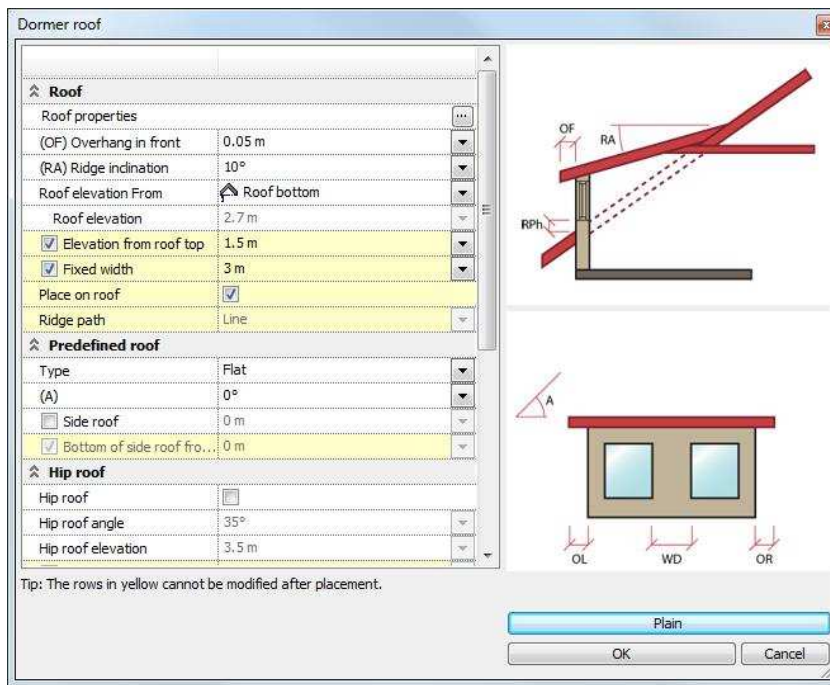 Dormer roof
Roof
Roof properties ...
(OF) Overhang in front 0.05 m
(RA) Ridge inclination 10°
Roof elevation From Roof bottom
Roof elevation 2.7 m
Elevation from roof top 1.5 m
Fixed width 3 m
Place on roof
Ridge path Line
Predefined roof
Type Flat
(A) 0°
Side roof 0 m
Bottom of side roof fro... 0 m
Hip roof
Hip roof
Hip roof angle 35°
Hip roof elevation 3.5 m
Tip: The rows in yellow cannot be modified after placement.
OF
RA
RPh
A
OL WD OR
Plain
OK Cancel